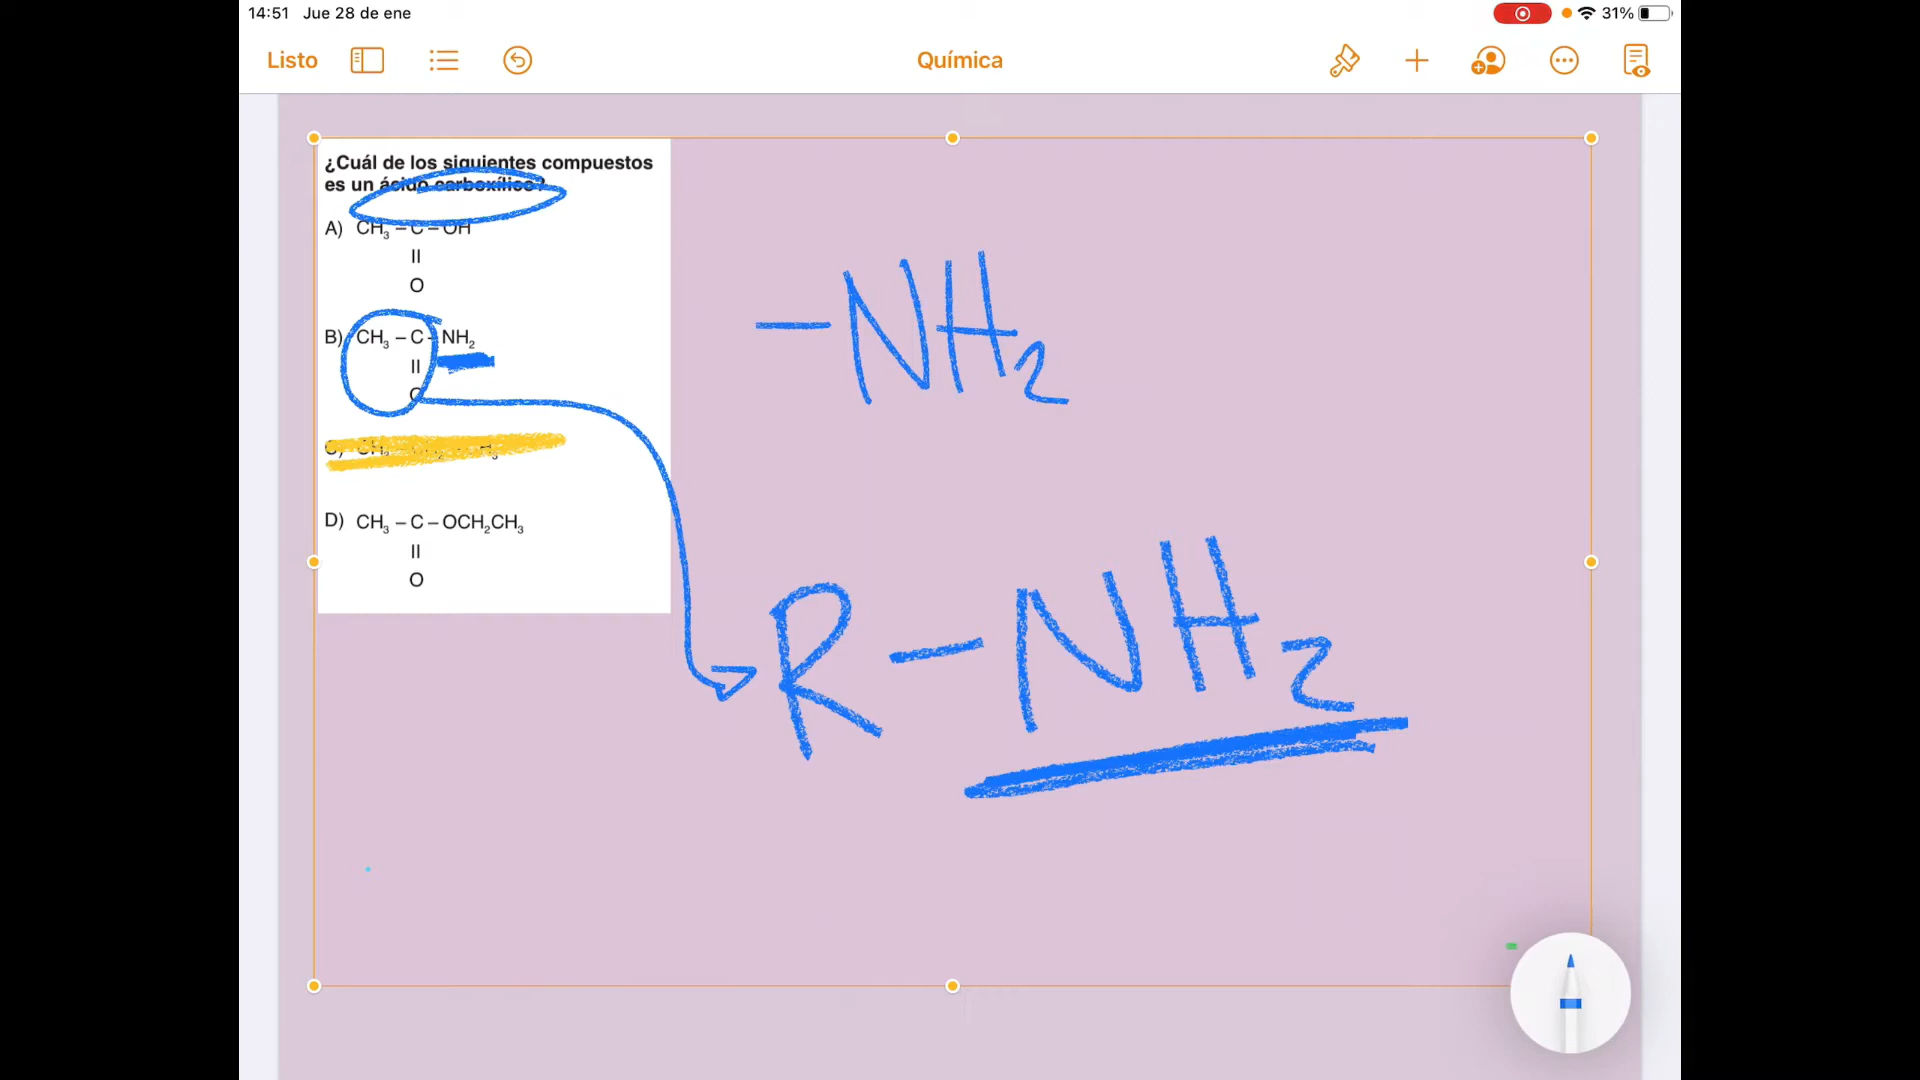 14:51 Jue 28 de ene 31%
Listo Química
¿Cuál de los siguientes compuestos
es un ácido carboxílico?
A) CH₃ – C – OH
||
O
B) CH₃ – C – NH₂
||
O
D) CH₃ – C – OCH₂CH₃
||
O
–NH₂
R – NH₂